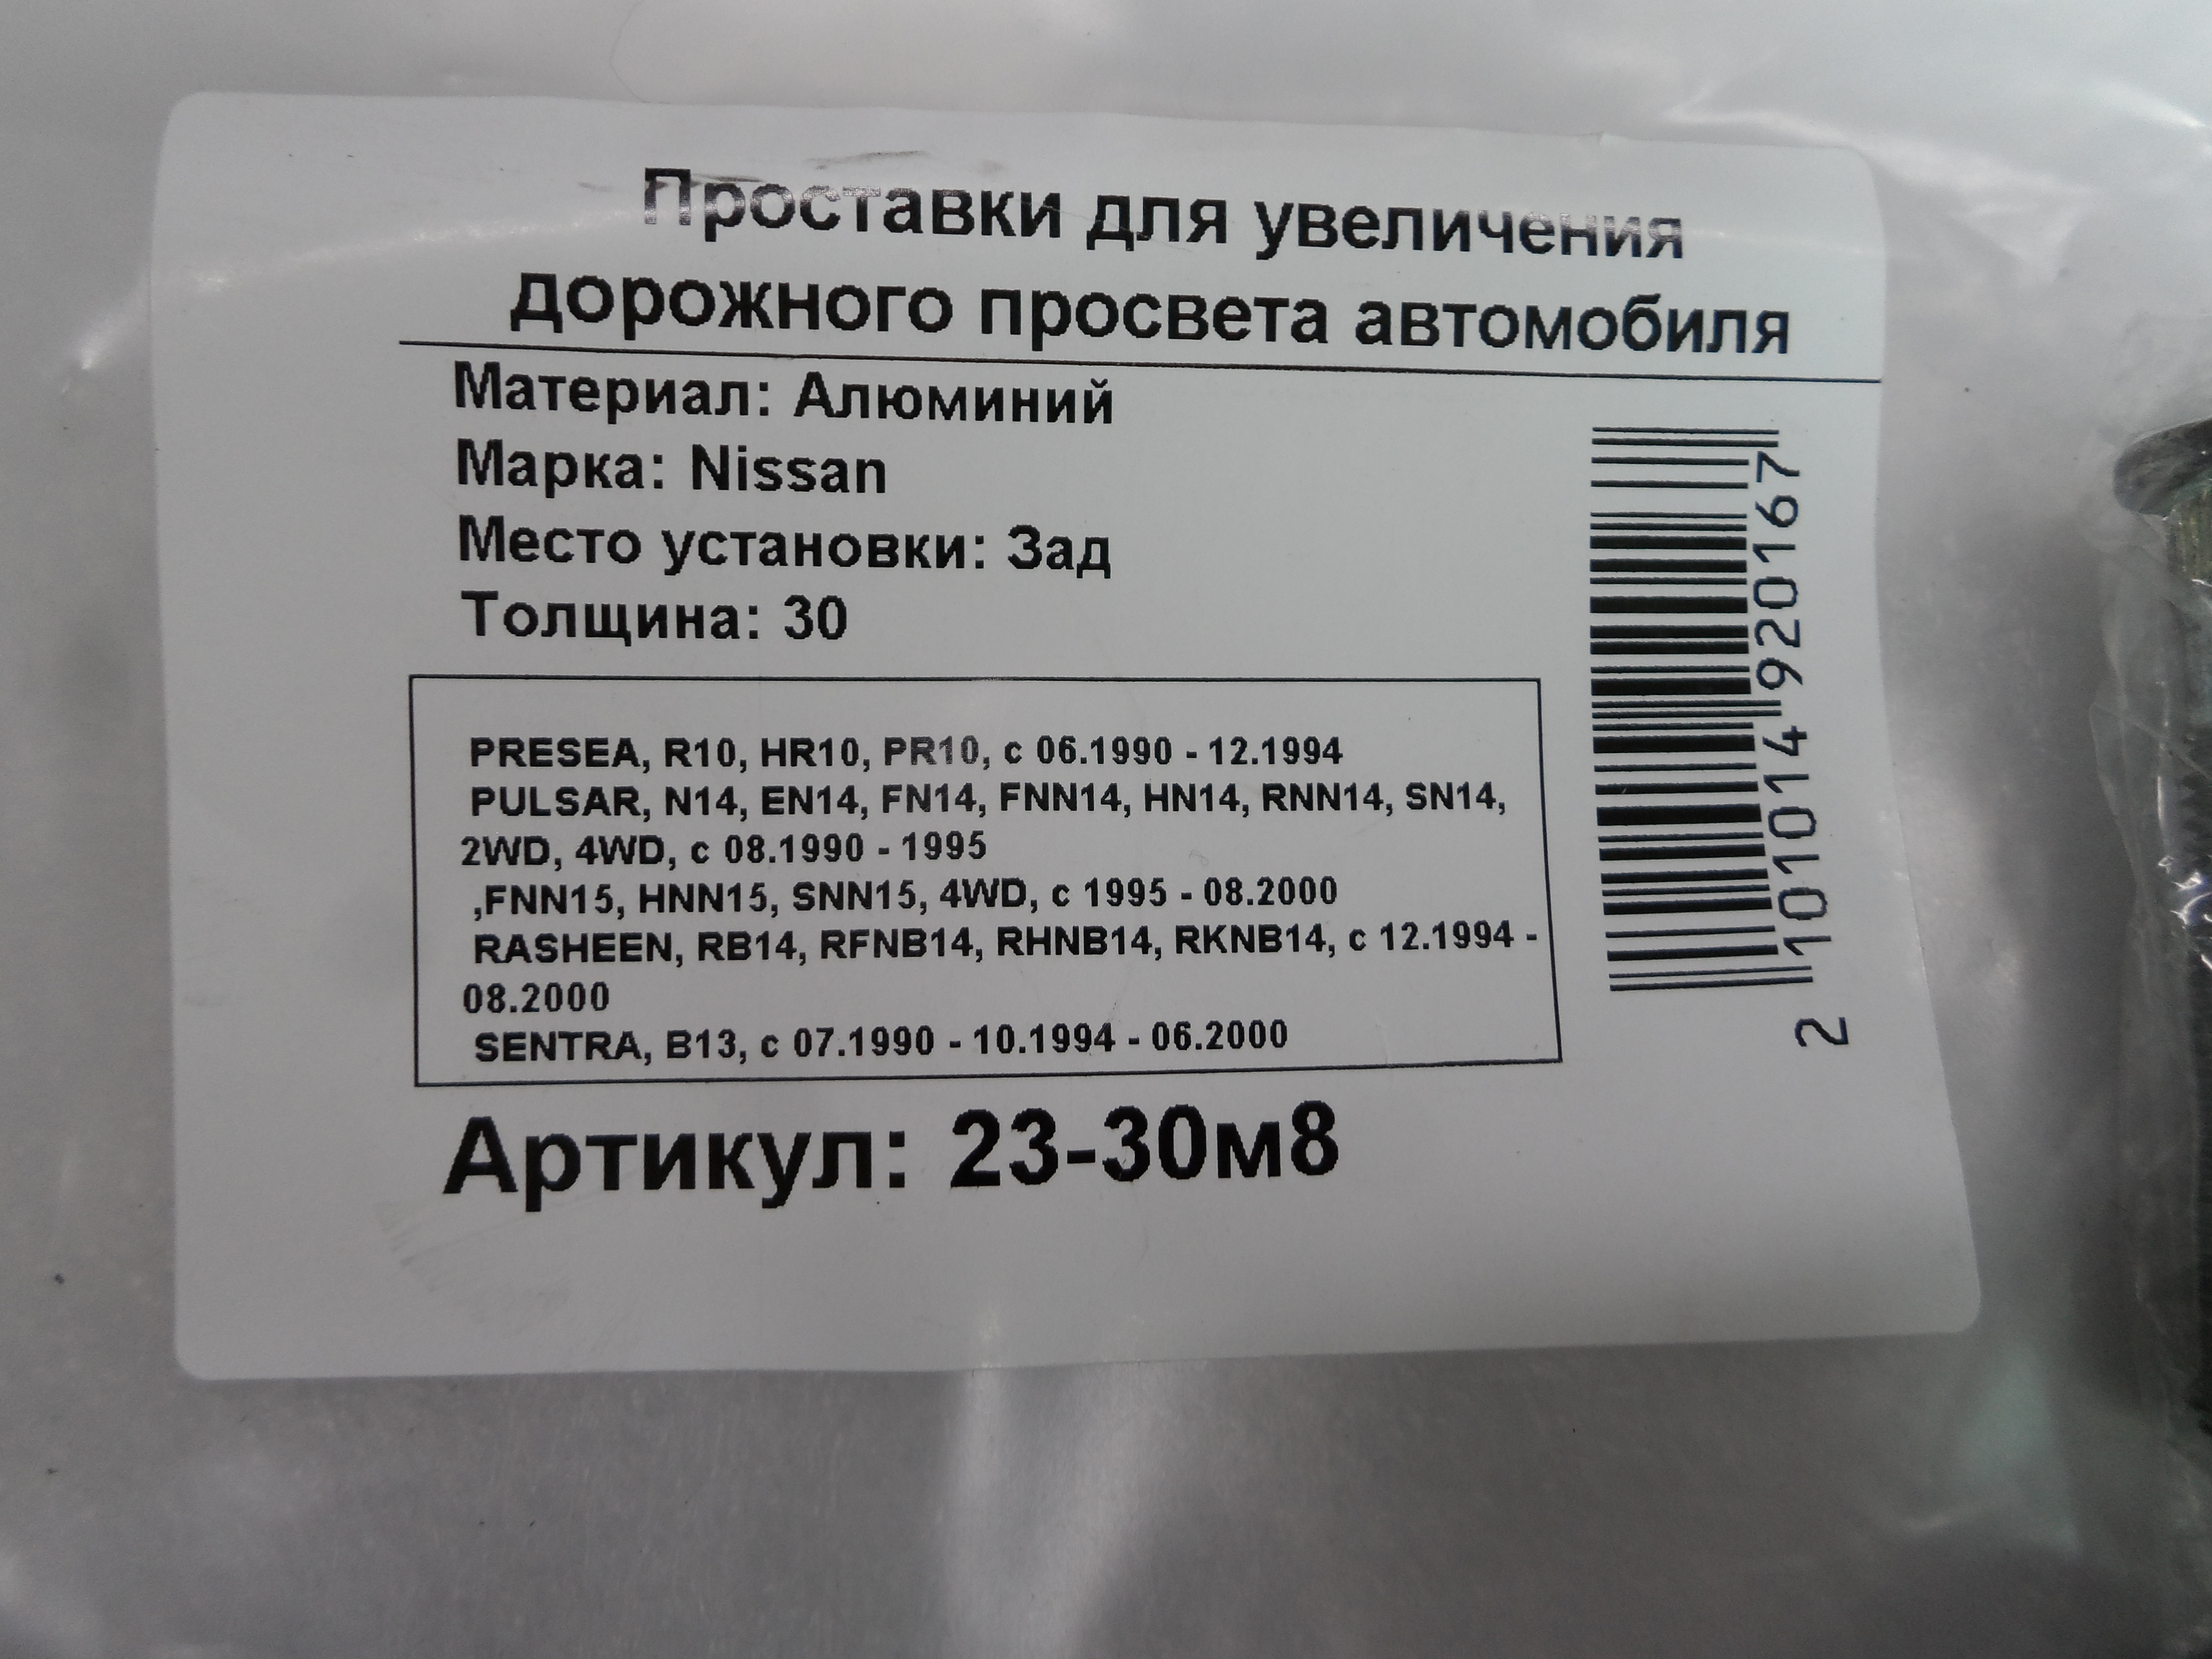 Проставки для увеличения
дорожного просвета автомобиля
Материал: Алюминий
Марка: Nissan
Место установки: Зад
Толщина: 30
PRESEA, R10, HR10, PR10, с 06.1990 - 12.1994
PULSAR, N14, EN14, FN14, FNN14, HN14, RNN14, SN14,
2WD, 4WD, с 08.1990 - 1995
,FNN15, HNN15, SNN15, 4WD, с 1995 - 08.2000
RASHEEN, RB14, RFNB14, RHNB14, RKNB14, с 12.1994 -
08.2000
SENTRA, B13, с 07.1990 - 10.1994 - 06.2000
Артикул: 23-30м8
2 101014 920167